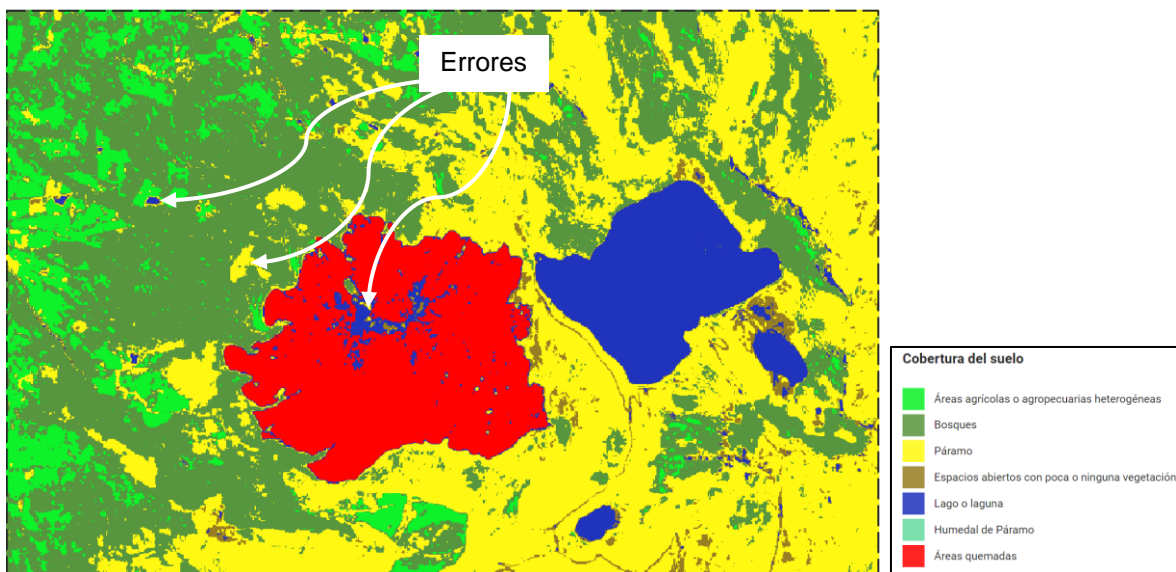 Errores
Cobertura del suelo
Áreas agrícolas o agropecuarias heterogéneas
Bosques
Páramo
Espacios abiertos con poca o ninguna vegetación
Lago o laguna
Humedal de Páramo
Áreas quemadas